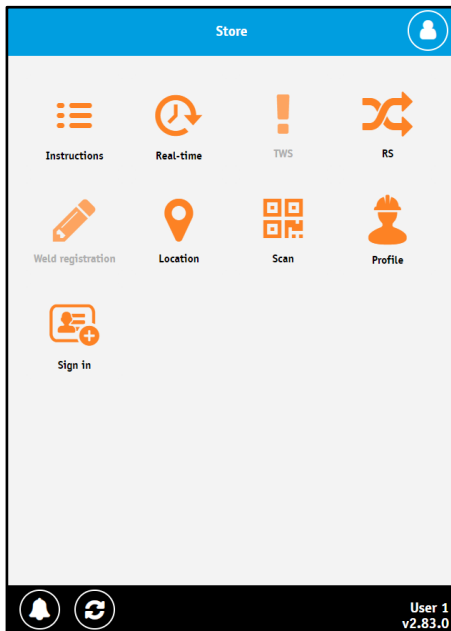 Store
Instructions
Real-time
TWS
RS
Weld registration
Location
Scan
Profile
Sign in
User 1
v2.83.0